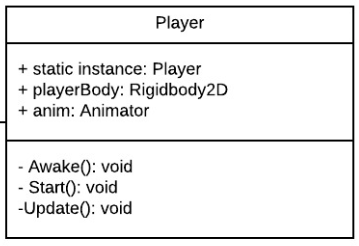 Player
+ static instance: Player
+ playerBody: Rigidbody2D
+ anim: Animator
- Awake(): void
- Start(): void
-Update(): void